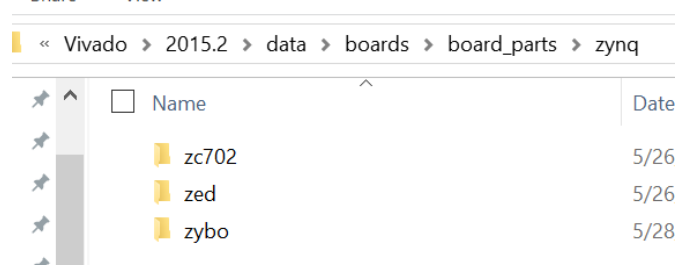 « Vivado > 2015.2 > data > boards > board_parts > zynq
Name Date
zc702 5/26
zed 5/26
zybo 5/28